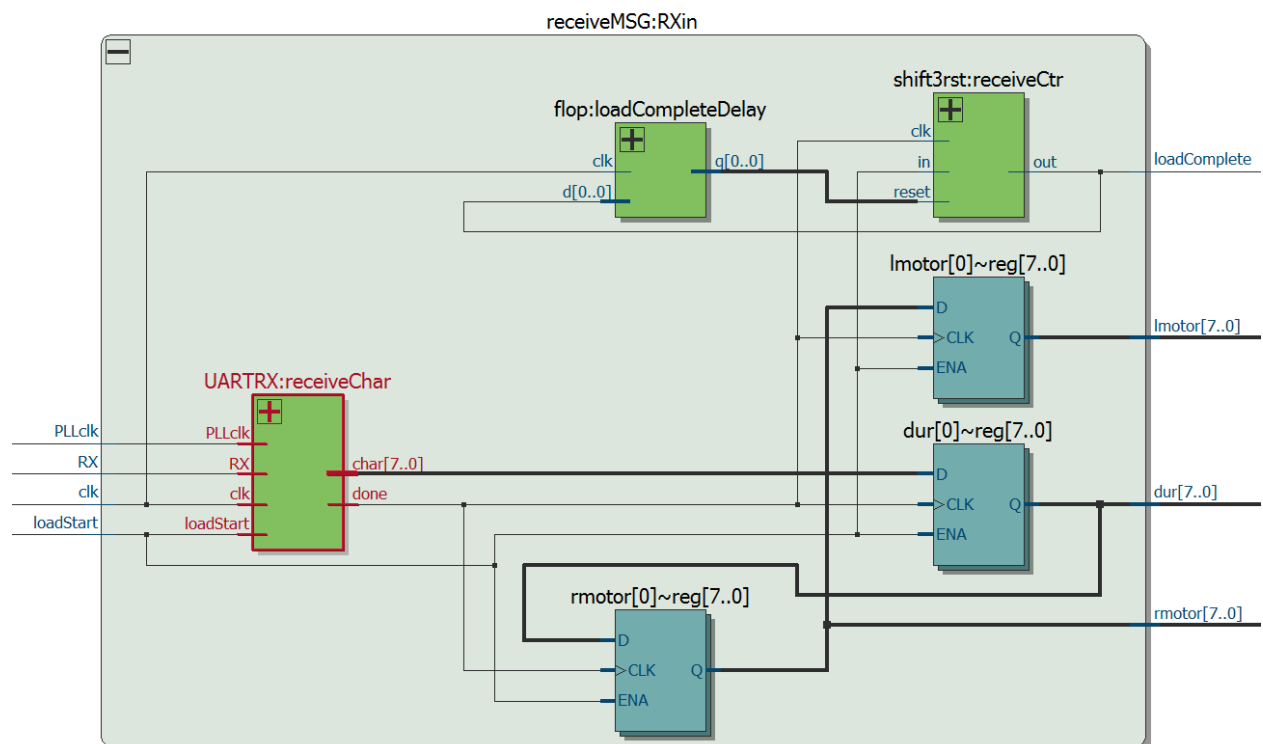 receiveMSG:RXin
shift3rst:receiveCtr
flop:loadCompleteDelay
clk
clk
q[0..0]
in
out
loadComplete
d[0..0]
reset
lmotor[0]~reg[7..0]
D
lmotor[7..0]
CLK
Q
ENA
UARTRX:receiveChar
PLLclk
PLLclk
dur[0]~reg[7..0]
RX
RX
char[7..0]
D
clk
clk
done
CLK
Q
dur[7..0]
loadStart
loadStart
ENA
rmotor[0]~reg[7..0]
rmotor[7..0]
D
CLK
Q
ENA